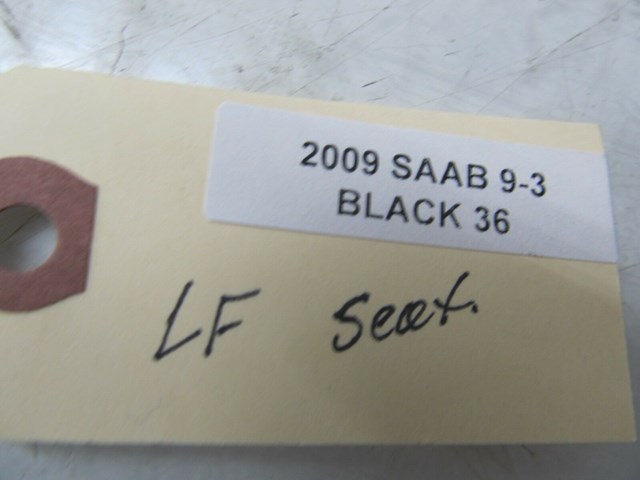 2009 SAAB 9-3
BLACK 36
LF seat.